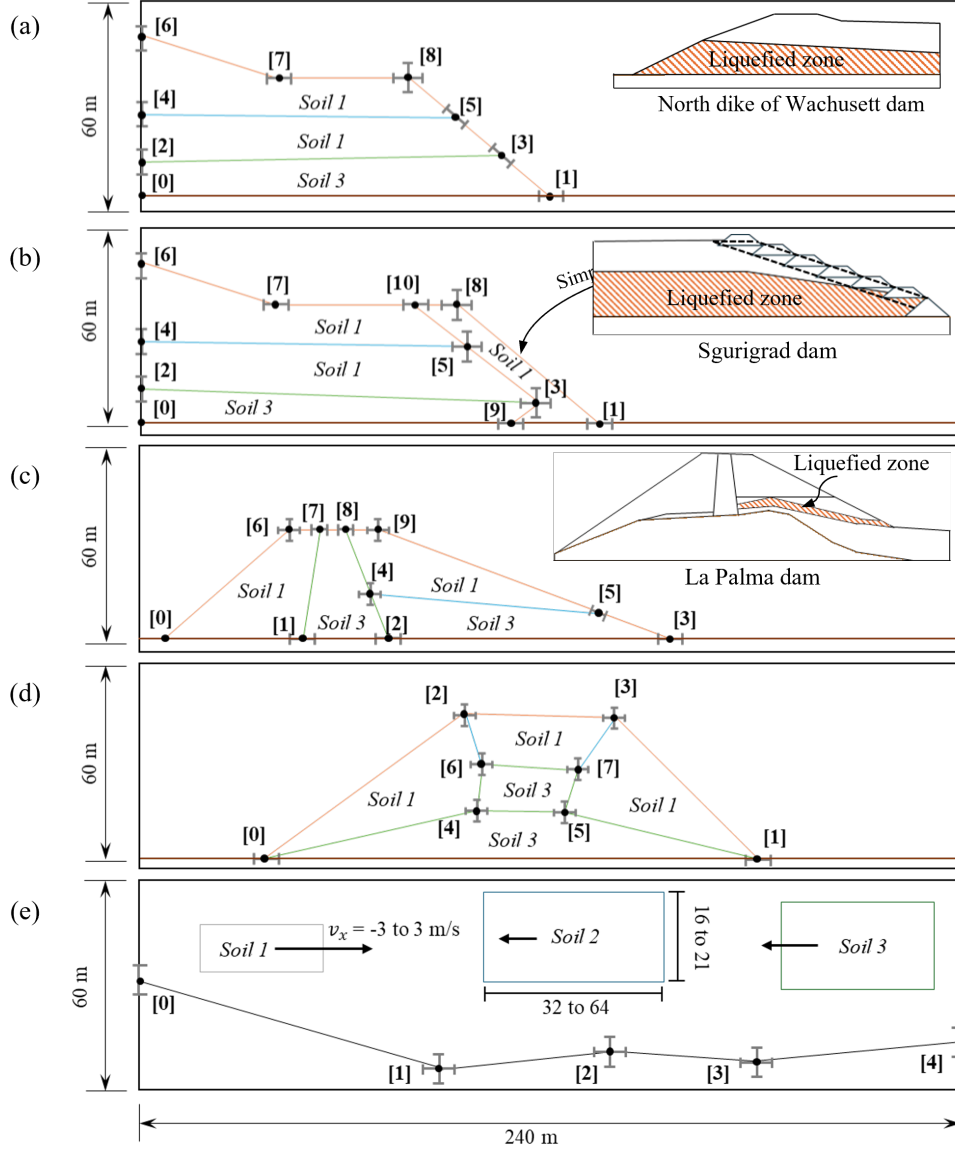 (a)
60 m
[6]
[7]
[8]
Soil 1
[4]
[5]
Soil 1
[2]
[3]
[0]
Soil 3
[1]
Liquefied zone
North dike of Wachusett dam
(b)
60 m
[6]
[7]
[10]
[8]
Soil 1
[4]
[5]
Soil 1
Soil 1
[2]
[3]
[0]
Soil 3
[9]
[1]
Simp
Liquefied zone
Sgurigrad dam
(c)
60 m
[6]
[7]
[8]
[9]
Soil 1
[4]
Soil 1
[5]
[0]
[1]
Soil 3
[2]
Soil 3
[3]
Liquefied zone
La Palma dam
(d)
60 m
[2]
[3]
Soil 1
[6]
[7]
Soil 1
Soil 3
Soil 1
[4]
[5]
[0]
Soil 3
[1]
(e)
60 m
Soil 1
vₓ = -3 to 3 m/s
Soil 2
16 to 21
32 to 64
Soil 3
[0]
[1]
[2]
[3]
[4]
240 m